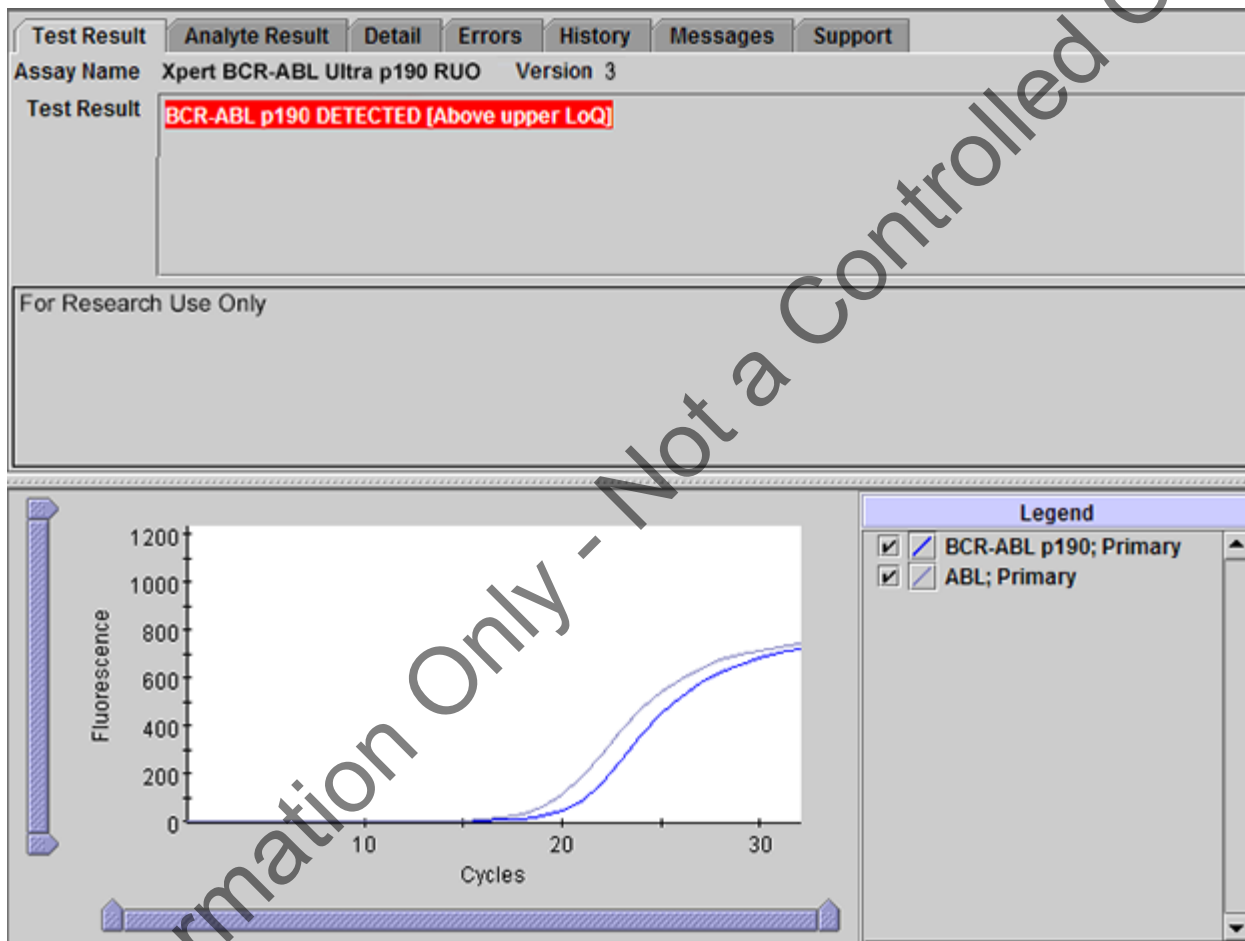 Test Result Analyte Result Detail Errors History Messages Support
Assay Name Xpert BCR-ABL Ultra p190 RUO Version 3
Test Result BCR-ABL p190 DETECTED [Above upper LoQ]
For Research Use Only
Legend
BCR-ABL p190; Primary
ABL; Primary
Fluorescence
1200
1000
800
600
400
200
0
10 20 30
Cycles
rmation Only - Not a Controlled C